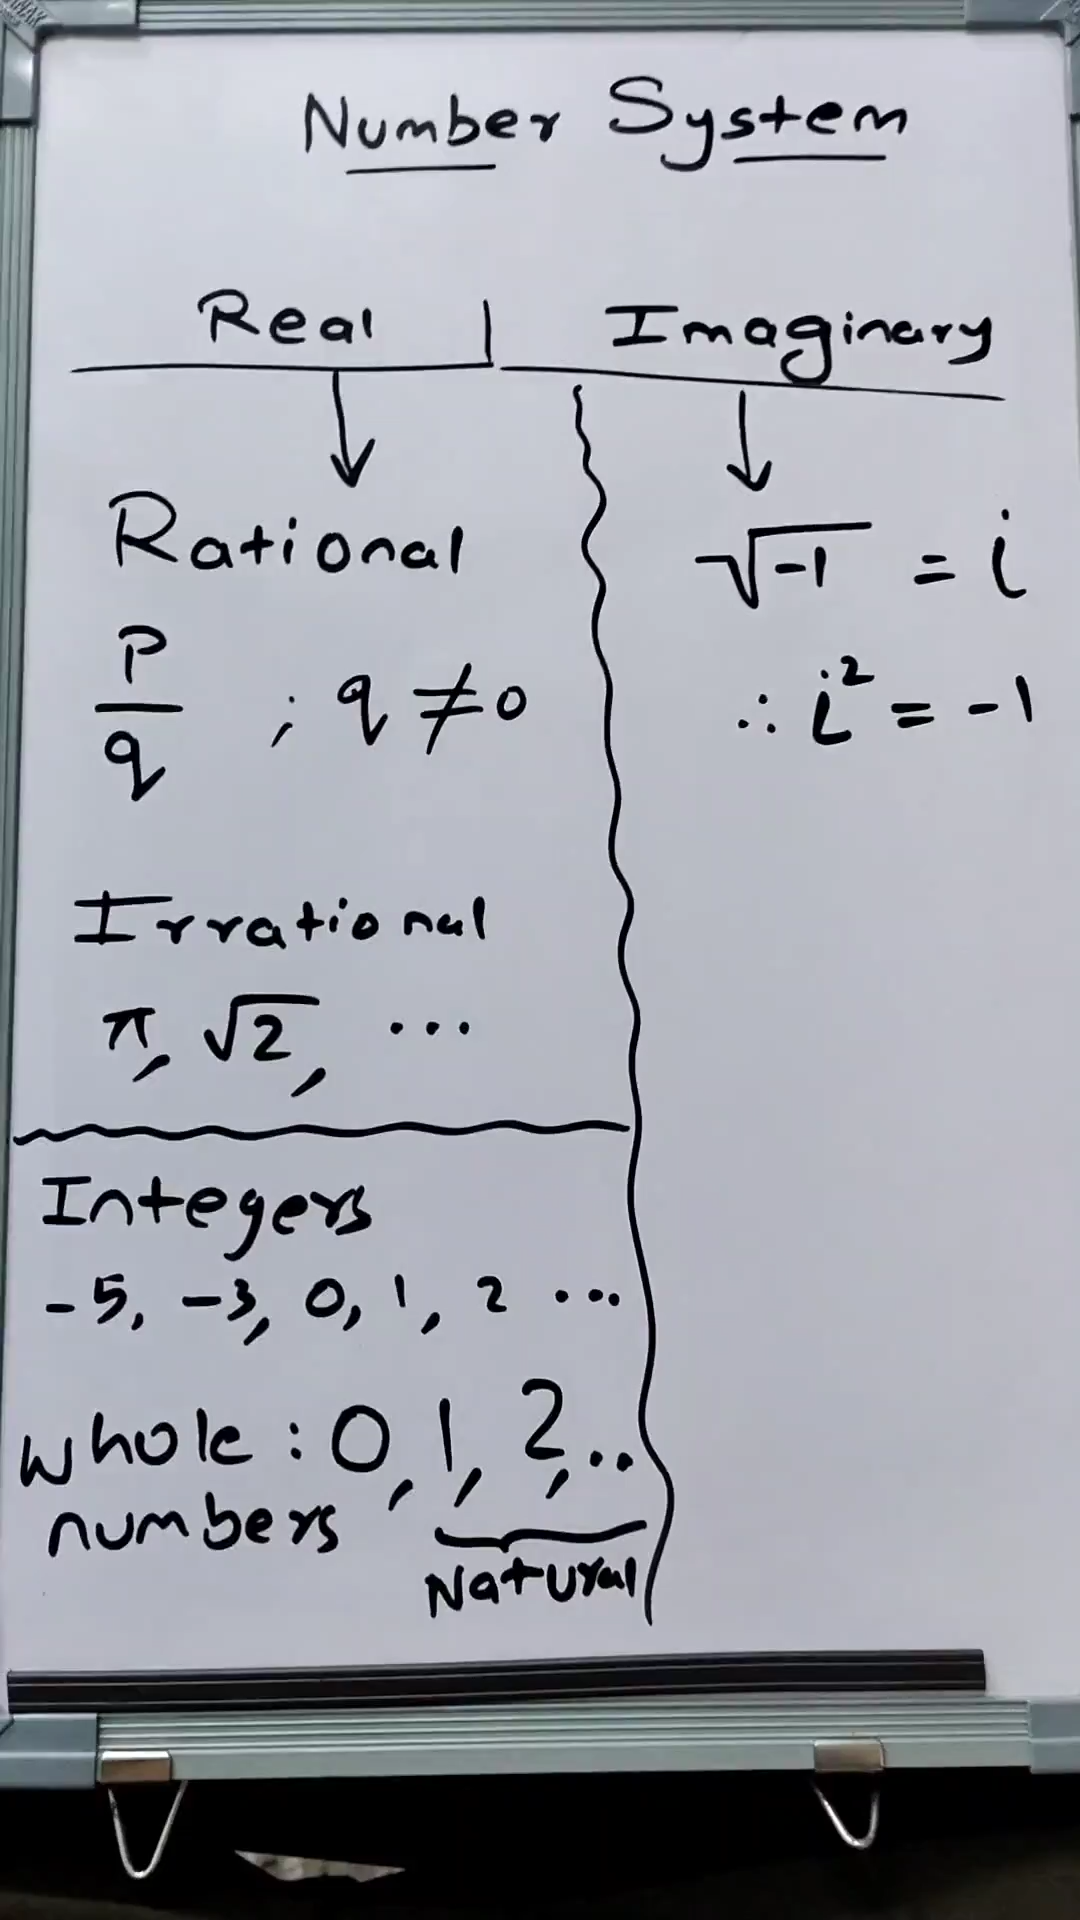 Number System
Real | Imaginary
Rational
P/q ; q ≠ 0
Irrational
π, √2, ...
Integers
-5, -3, 0, 1, 2 ...
whole : 0, 1, 2, ..
numbers
Natural
√-1 = i
∴ i² = -1